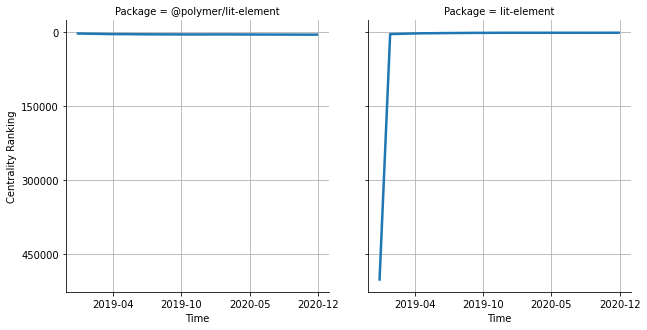 Package = @polymer/lit-element
Package = lit-element
Centrality Ranking
0
150000
300000
450000
2019-04
2019-10
2020-05
2020-12
2019-04
2019-10
2020-05
2020-12
Time
Time